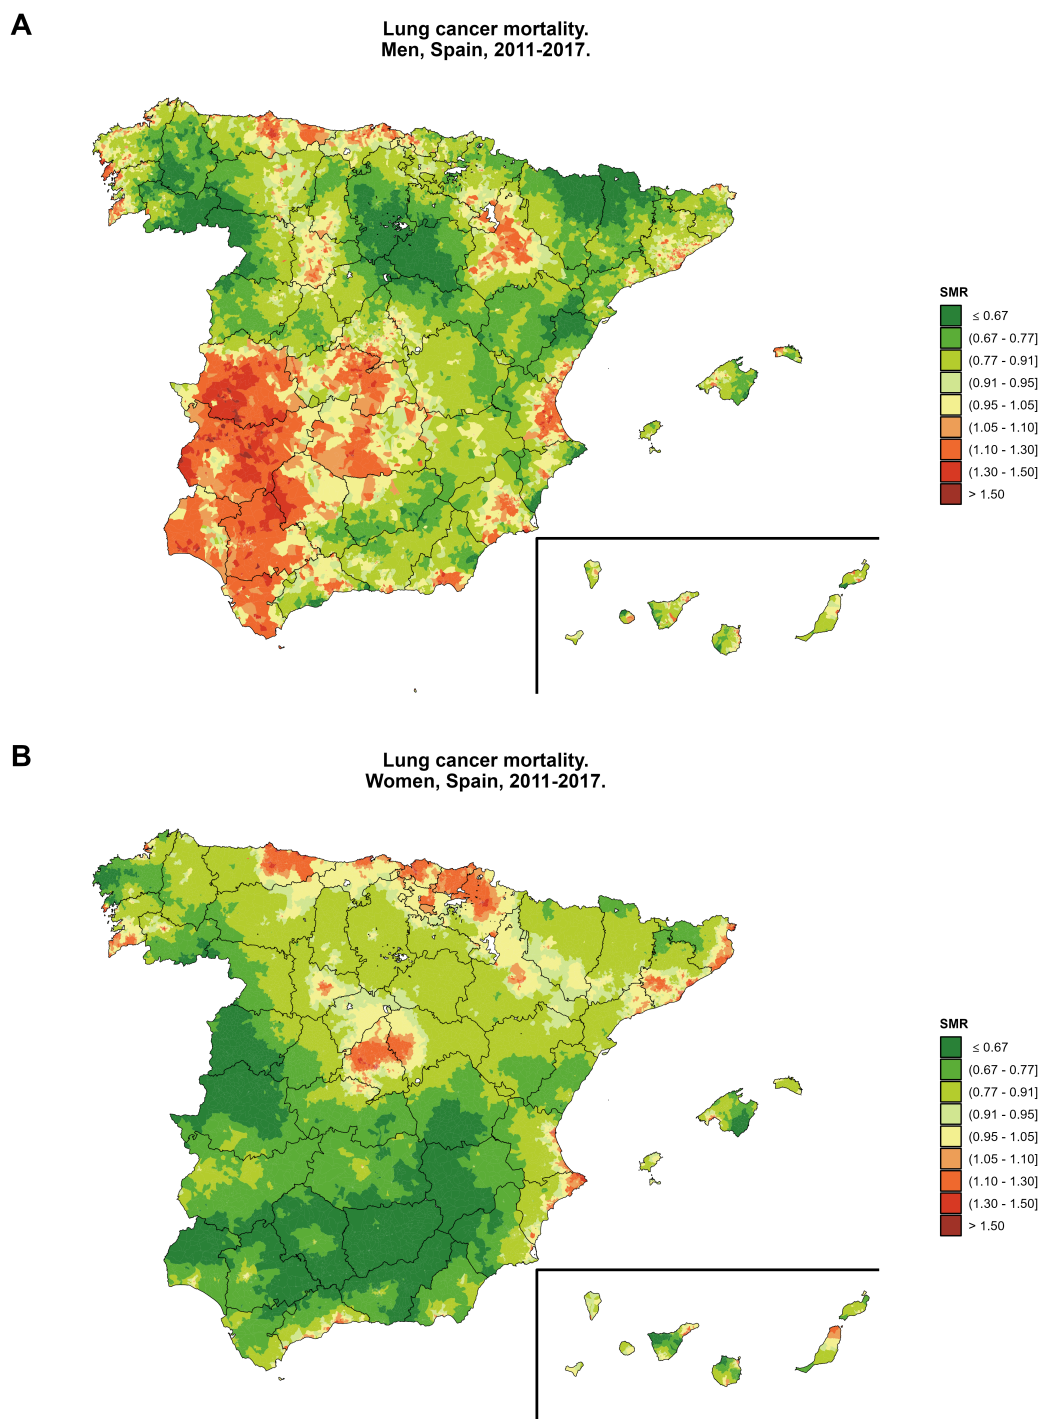 A
Lung cancer mortality.
Men, Spain, 2011-2017.
SMR
≤ 0.67
(0.67 - 0.77]
(0.77 - 0.91]
(0.91 - 0.95]
(0.95 - 1.05]
(1.05 - 1.10]
(1.10 - 1.30]
(1.30 - 1.50]
> 1.50
B
Lung cancer mortality.
Women, Spain, 2011-2017.
SMR
≤ 0.67
(0.67 - 0.77]
(0.77 - 0.91]
(0.91 - 0.95]
(0.95 - 1.05]
(1.05 - 1.10]
(1.10 - 1.30]
(1.30 - 1.50]
> 1.50